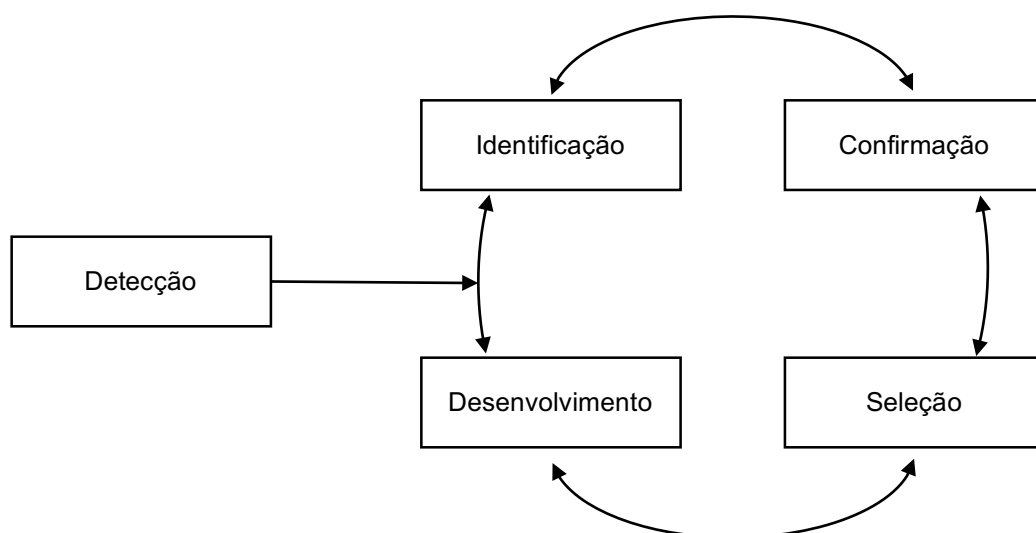 Identificação
Confirmação
Detecção
Desenvolvimento
Seleção